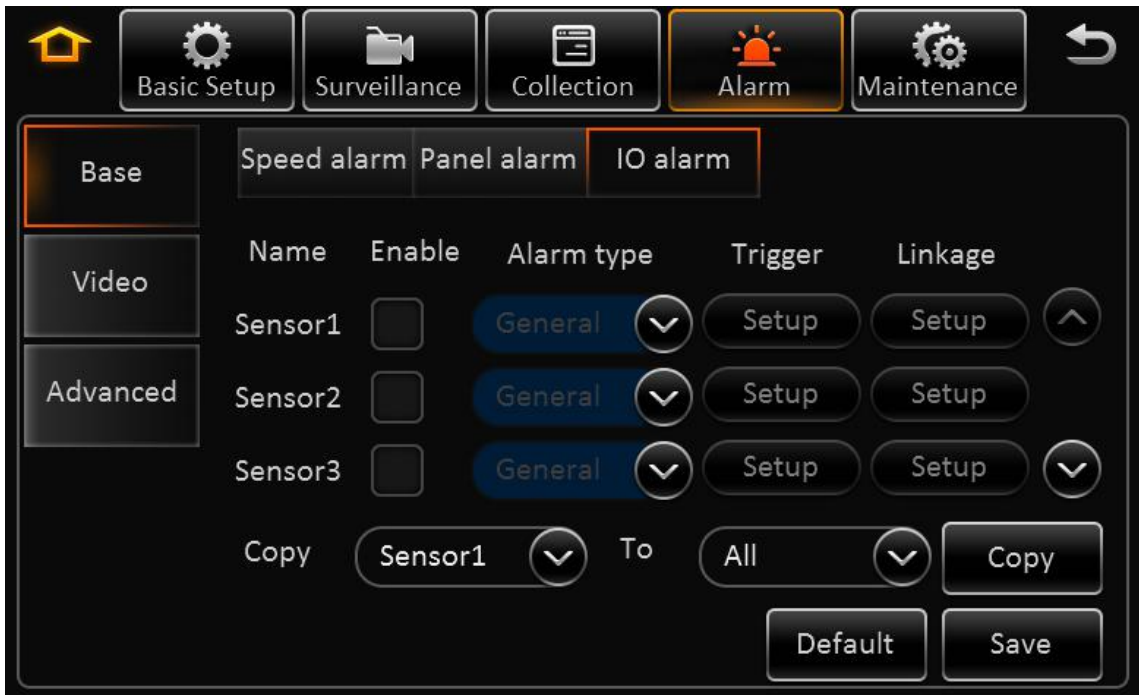 Basic Setup Surveillance Collection Alarm Maintenance
Base
Speed alarm Panel alarm IO alarm
Video
Advanced
Name Enable Alarm type Trigger Linkage
Sensor1 General Setup Setup
Sensor2 General Setup Setup
Sensor3 General Setup Setup
Copy Sensor1 To All Copy
Default Save